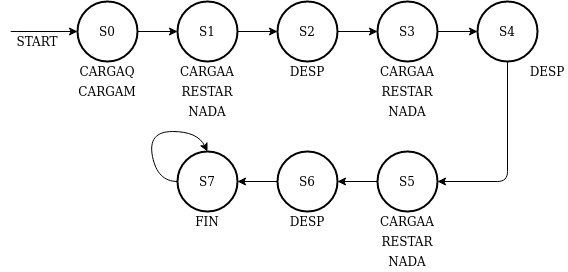 START
S0
CARGAQ
CARGAM
S1
CARGAA
RESTAR
NADA
S2
DESP
S3
CARGAA
RESTAR
NADA
S4
DESP
S7
FIN
S6
DESP
S5
CARGAA
RESTAR
NADA